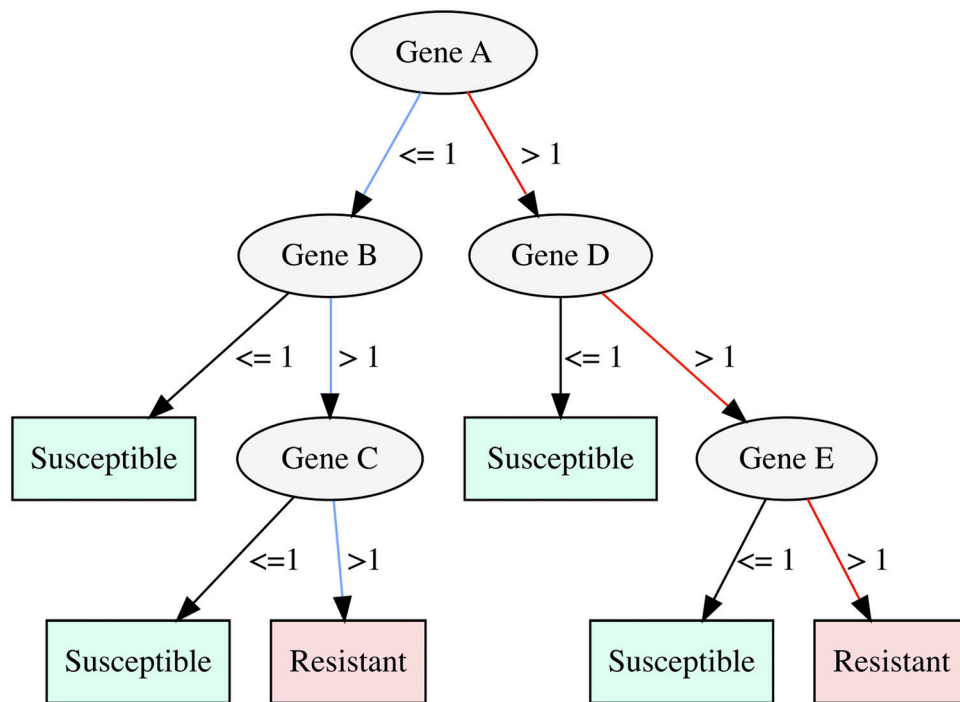 Gene A
<= 1
> 1
Gene B
Gene D
<= 1
> 1
<= 1
> 1
Susceptible
Gene C
Susceptible
Gene E
<=1
>1
<= 1
> 1
Susceptible
Resistant
Susceptible
Resistant